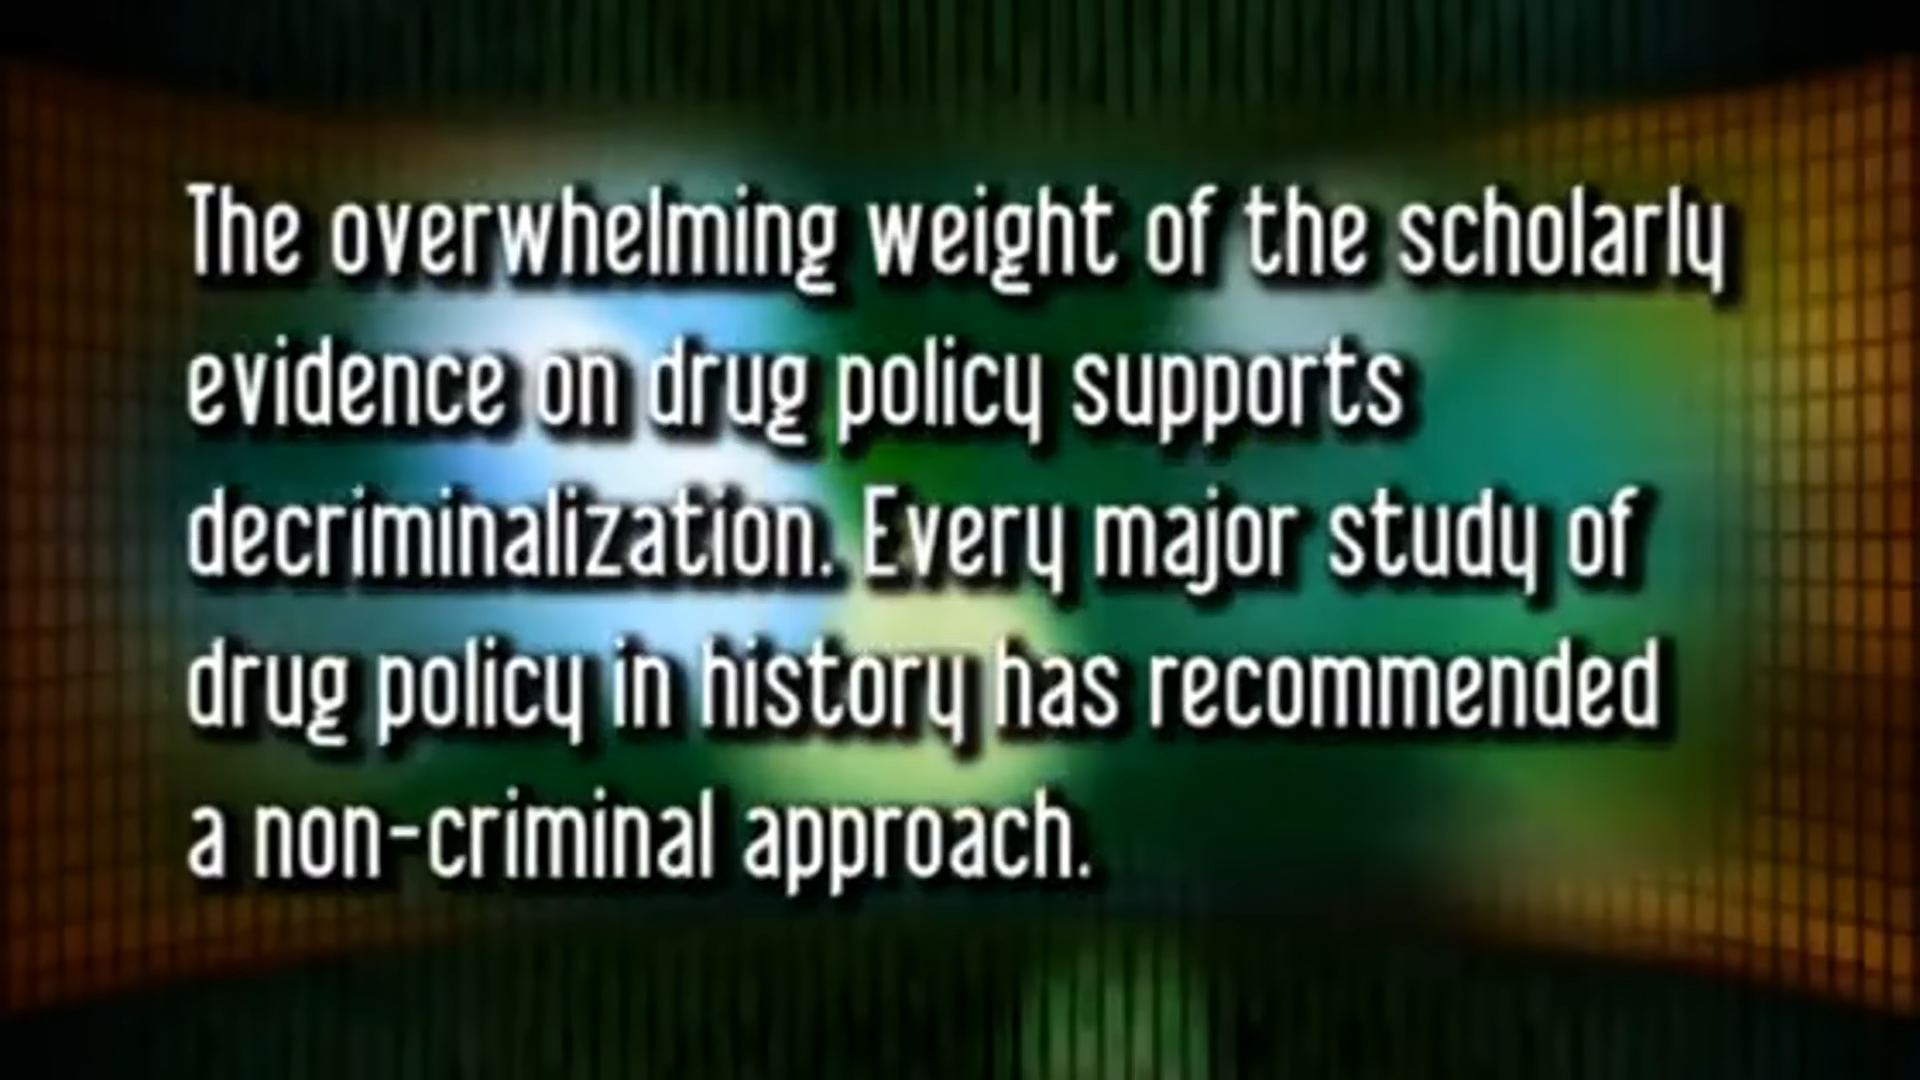 The overwhelming weight of the scholarly
evidence on drug policy supports
decriminalization. Every major study of
drug policy in history has recommended
a non-criminal approach.